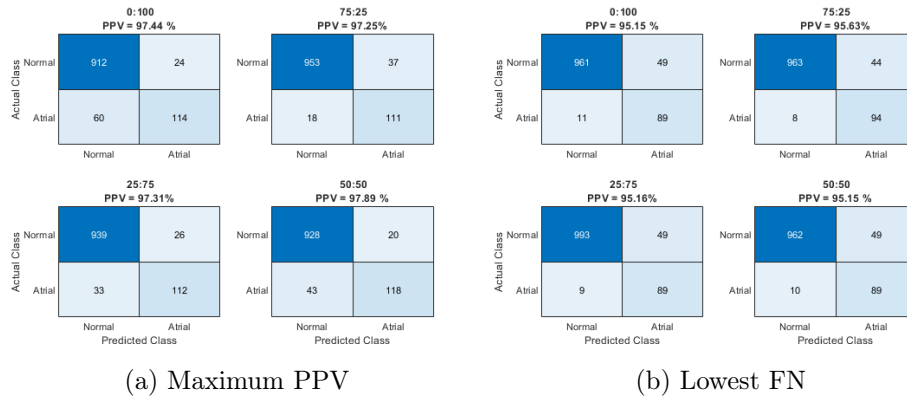 0:100
PPV = 97.44 %
Actual Class
Normal
912
24
Atrial
60
114
Normal
Atrial
75:25
PPV = 97.25%
953
37
18
111
Normal
Atrial
25:75
PPV = 97.31%
Actual Class
Normal
939
26
Atrial
33
112
Normal
Atrial
Predicted Class
50:50
PPV = 97.89 %
928
20
43
118
Normal
Atrial
Predicted Class
(a) Maximum PPV
0:100
PPV = 95.15 %
Actual Class
Normal
961
49
Atrial
11
89
Normal
Atrial
75:25
PPV = 95.63%
Normal
963
44
Atrial
8
94
Normal
Atrial
25:75
PPV = 95.16%
Actual Class
Normal
993
49
Atrial
9
89
Normal
Atrial
Predicted Class
50:50
PPV = 95.15 %
Normal
962
49
Atrial
10
89
Normal
Atrial
Predicted Class
(b) Lowest FN